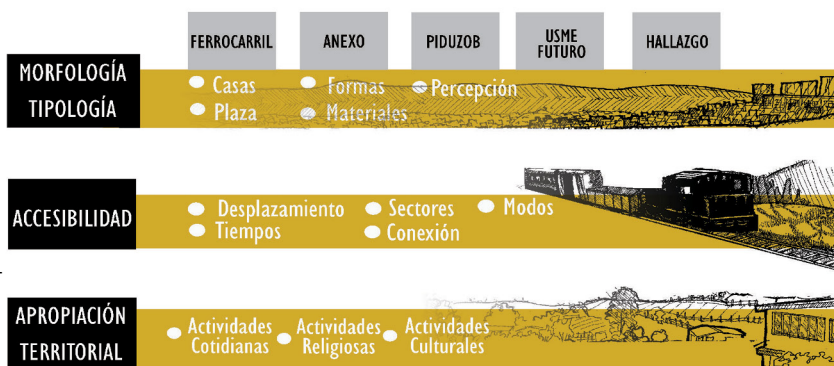 FERROCARRIL
ANEXO
PIDUZOB
USME
FUTURO
HALLAZGO
MORFOLOGÍA
TIPOLOGÍA
Casas
Formas
Percepción
Plaza
Materiales
ACCESIBILIDAD
Desplazamiento
Sectores
Modos
Tiempos
Conexión
APROPIACIÓN
TERRITORIAL
Actividades
Cotidianas
Actividades
Religiosas
Actividades
Culturales